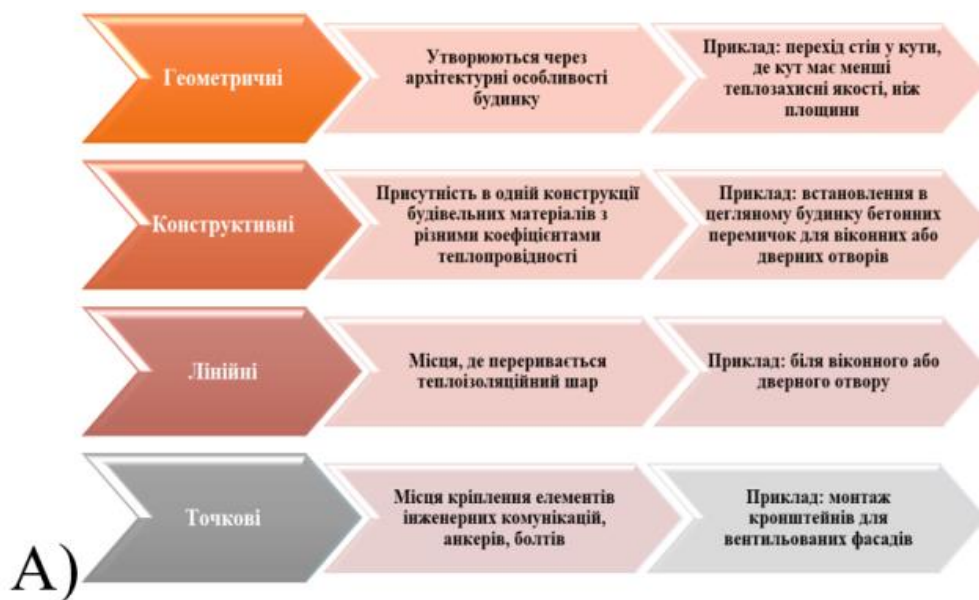 Геометричні
Утворюються через
архітектурні особливості
будинку
Приклад: перехід стін у кути,
де кут має менші
теплозахисні якості, ніж
площини
Конструктивні
Присутність в одній конструкції
будівельних матеріалів з
різними коефіцієнтами
теплопровідності
Приклад: встановлення в
цегляному будинку бетонних
перемичок для віконних або
дверних отворів
Лінійні
Місця, де переривається
теплоізоляційний шар
Приклад: біля віконного або
дверного отвору
Точкові
Місця кріплення елементів
інженерних комунікацій,
анкерів, болтів
Приклад: монтаж
кронштейнів для
вентильованих фасадів
А)